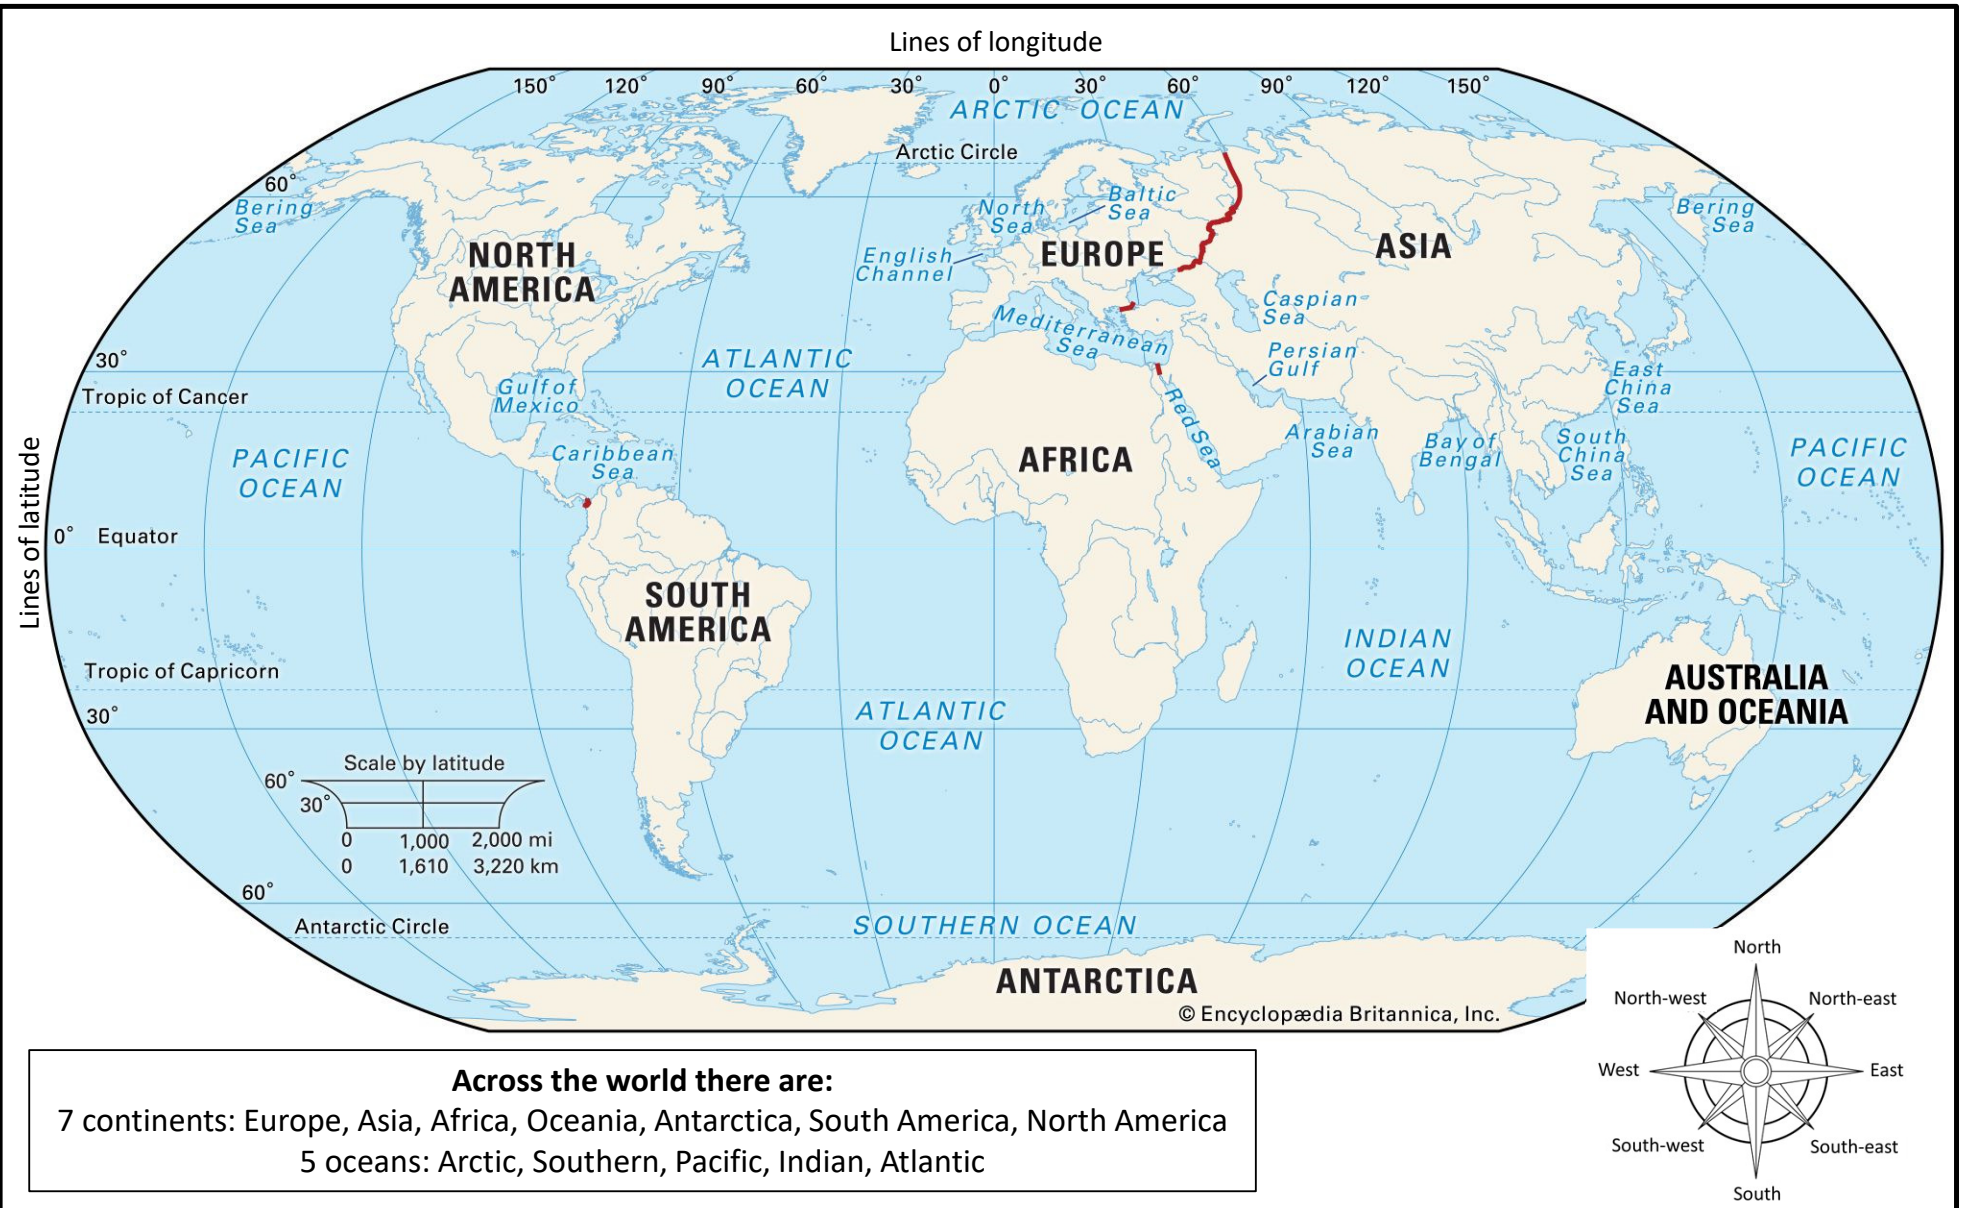 Lines of longitude
150°
120°
90°
60°
30°
0°
30°
60°
90°
120°
150°
ARCTIC OCEAN
Arctic Circle
60°
Bering
Sea
NORTH
AMERICA
North
Sea
Baltic
Sea
English
Channel
EUROPE
ASIA
Bering
Sea
Caspian
Sea
Mediterranean
Sea
Persian
Gulf
30°
Tropic of Cancer
ATLANTIC
OCEAN
Gulf of
Mexico
East
China
Sea
Red Sea
PACIFIC
OCEAN
Caribbean
Sea
AFRICA
Arabian
Sea
Bay of
Bengal
South
China
Sea
PACIFIC
OCEAN
Lines of latitude
0°
Equator
SOUTH
AMERICA
INDIAN
OCEAN
AUSTRALIA
AND OCEANIA
Tropic of Capricorn
30°
ATLANTIC
OCEAN
Scale by latitude
60°
30°
0 1,000 2,000 mi
0 1,610 3,220 km
60°
Antarctic Circle
SOUTHERN OCEAN
ANTARCTICA
© Encyclopædia Britannica, Inc.
North
North-west
North-east
West
East
South-west
South-east
South
Across the world there are:
7 continents: Europe, Asia, Africa, Oceania, Antarctica, South America, North America
5 oceans: Arctic, Southern, Pacific, Indian, Atlantic